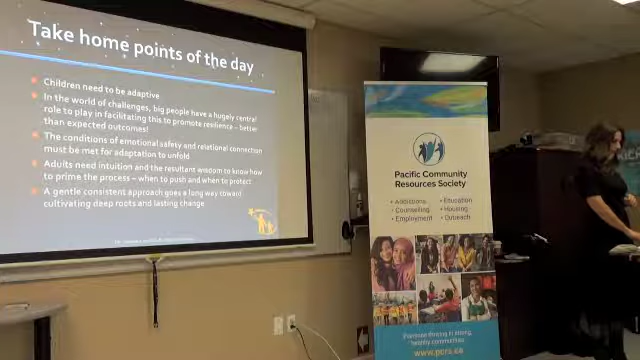 Take home points of the day
Children need to be adaptive
In the world of challenges, big people have a hugely central
role to play in facilitating this to promote resilience – better
than expected outcomes!
The conditions of emotional safety and relational connection
must be met for adaptation to unfold
Adults need intuition and the resultant wisdom to know how
to prime the process – when to push and when to protect
A gentle consistent approach goes a long way toward
cultivating deep roots and lasting change
Pacific Community
Resources Society
• Addictions
• Counselling
• Employment
• Education
• Housing
• Outreach
healthy communities
www.pcrs.ca